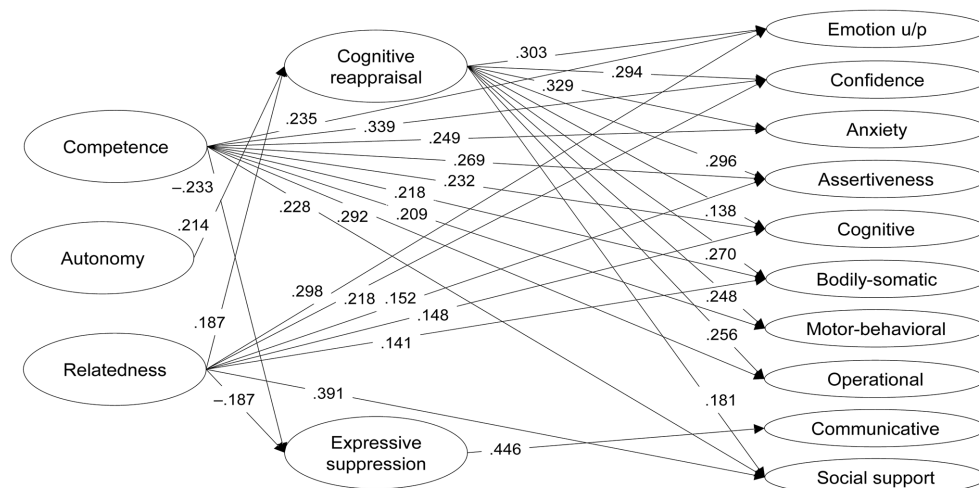 Emotion u/p
Cognitive
reappraisal
.303
.294
Confidence
.329
.235
.339
Anxiety
Competence
.249
.269
.296
Assertiveness
–.233
.232
.218
.228
.292
.209
.138
.214
Cognitive
Autonomy
.270
Bodily-somatic
.298
.218
.152
.248
.187
.148
Motor-behavioral
.141
.256
Relatedness
Operational
–.187
.391
.181
Communicative
Expressive
suppression
.446
Social support